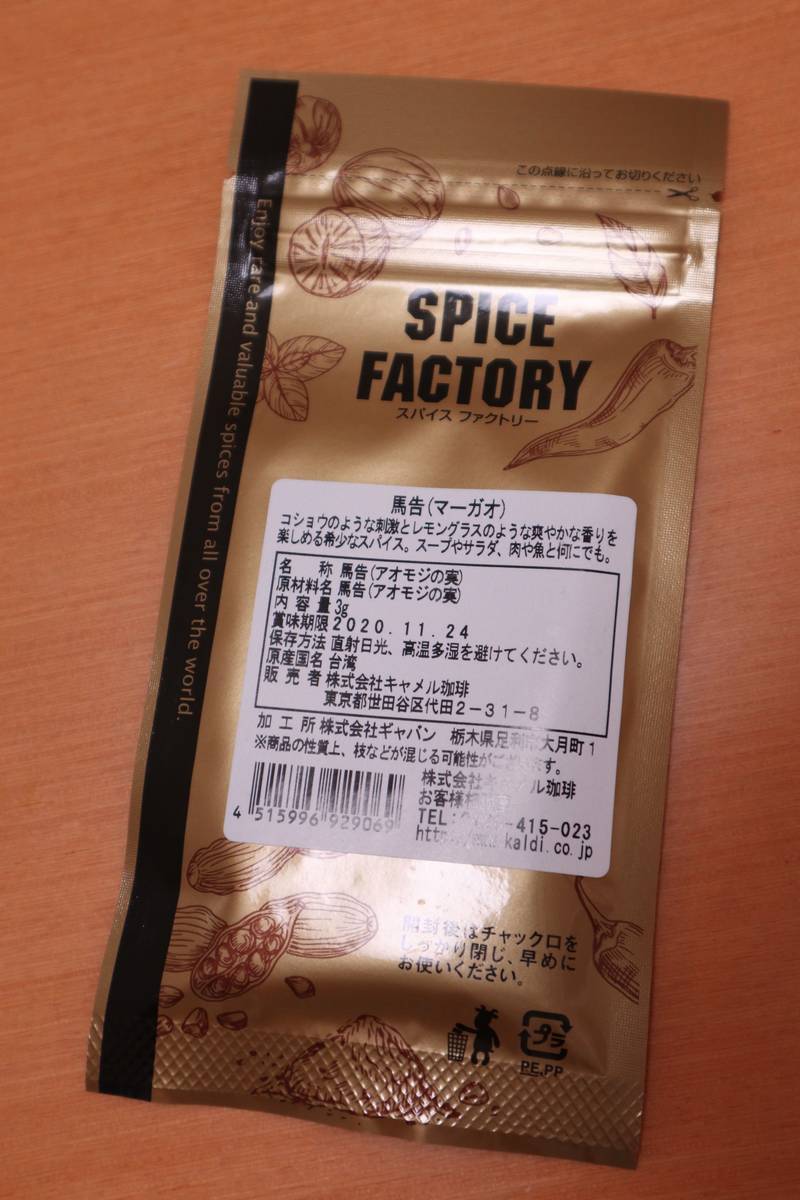 この点線に沿ってお切りください
Enjoy rare and valuable spices from all over the world.
SPICE
FACTORY
スパイス ファクトリー
馬告(マーガオ)
コショウのような刺激とレモングラスのような爽やかな香りを
楽しめる希少なスパイス。スープやサラダ、肉や魚と何にでも。
名 称 馬告(アオモジの実)
原材料名 馬告(アオモジの実)
内容量 3g
賞味期限 2020.11.24
保存方法 直射日光、高温多湿を避けてください。
原産国名 台湾
販売者 株式会社キャメル珈琲
東京都世田谷区代田2-31-8
加工所 株式会社ギャバン 栃木県足利市大月町1
※商品の性質上、枝などが混じる可能性がございます。
株式会社キャメル珈琲
お客様
TEL: -415-023
kaldi.co.jp
4 515996 929069
開封後はチャック口を
しっかり閉じ、早めに
お使いください。
プラ
PE,PP